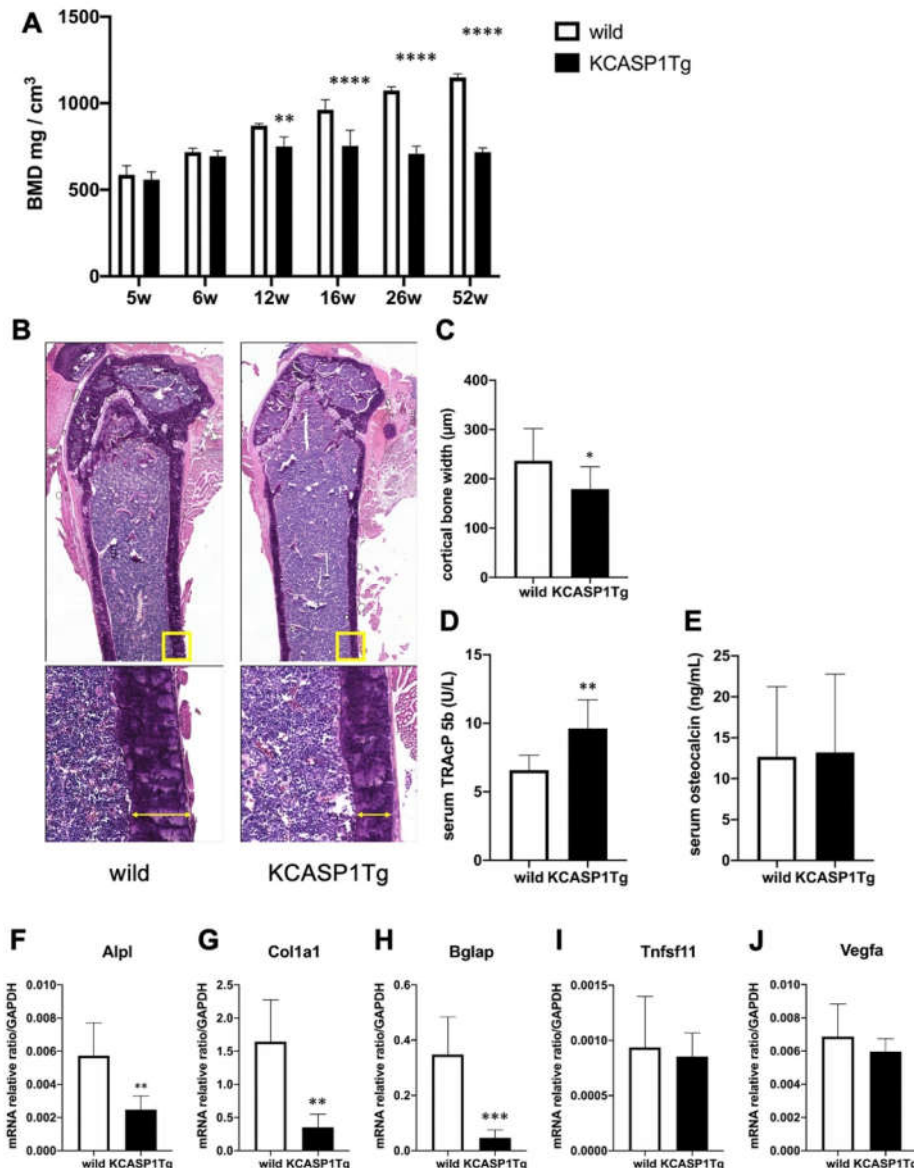 A
BMD mg / cm³
1500
1000
500
0
**
****
****
****
5w 6w 12w 16w 26w 52w
wild
KCASP1Tg
B
wild KCASP1Tg
C
cortical bone width (µm)
400
300
200
100
0
*
wild KCASP1Tg
D
serum TRAcP 5b (U/L)
15
10
5
0
**
wild KCASP1Tg
E
serum osteocalcin (ng/mL)
25
20
15
10
5
0
wild KCASP1Tg
F
Alpl
mRNA relative ratio/GAPDH
0.010
0.008
0.006
0.004
0.002
0.000
**
wild KCASP1Tg
G
Col1a1
mRNA relative ratio/GAPDH
2.5
2.0
1.5
1.0
0.5
0.0
**
wild KCASP1Tg
H
Bglap
mRNA relative ratio/GAPDH
0.6
0.4
0.2
0.0
***
wild KCASP1Tg
I
Tnfsf11
mRNA relative ratio/GAPDH
0.0015
0.0010
0.0005
0.0000
wild KCASP1Tg
J
Vegfa
mRNA relative ratio/GAPDH
0.010
0.008
0.006
0.004
0.002
0.000
wild KCASP1Tg